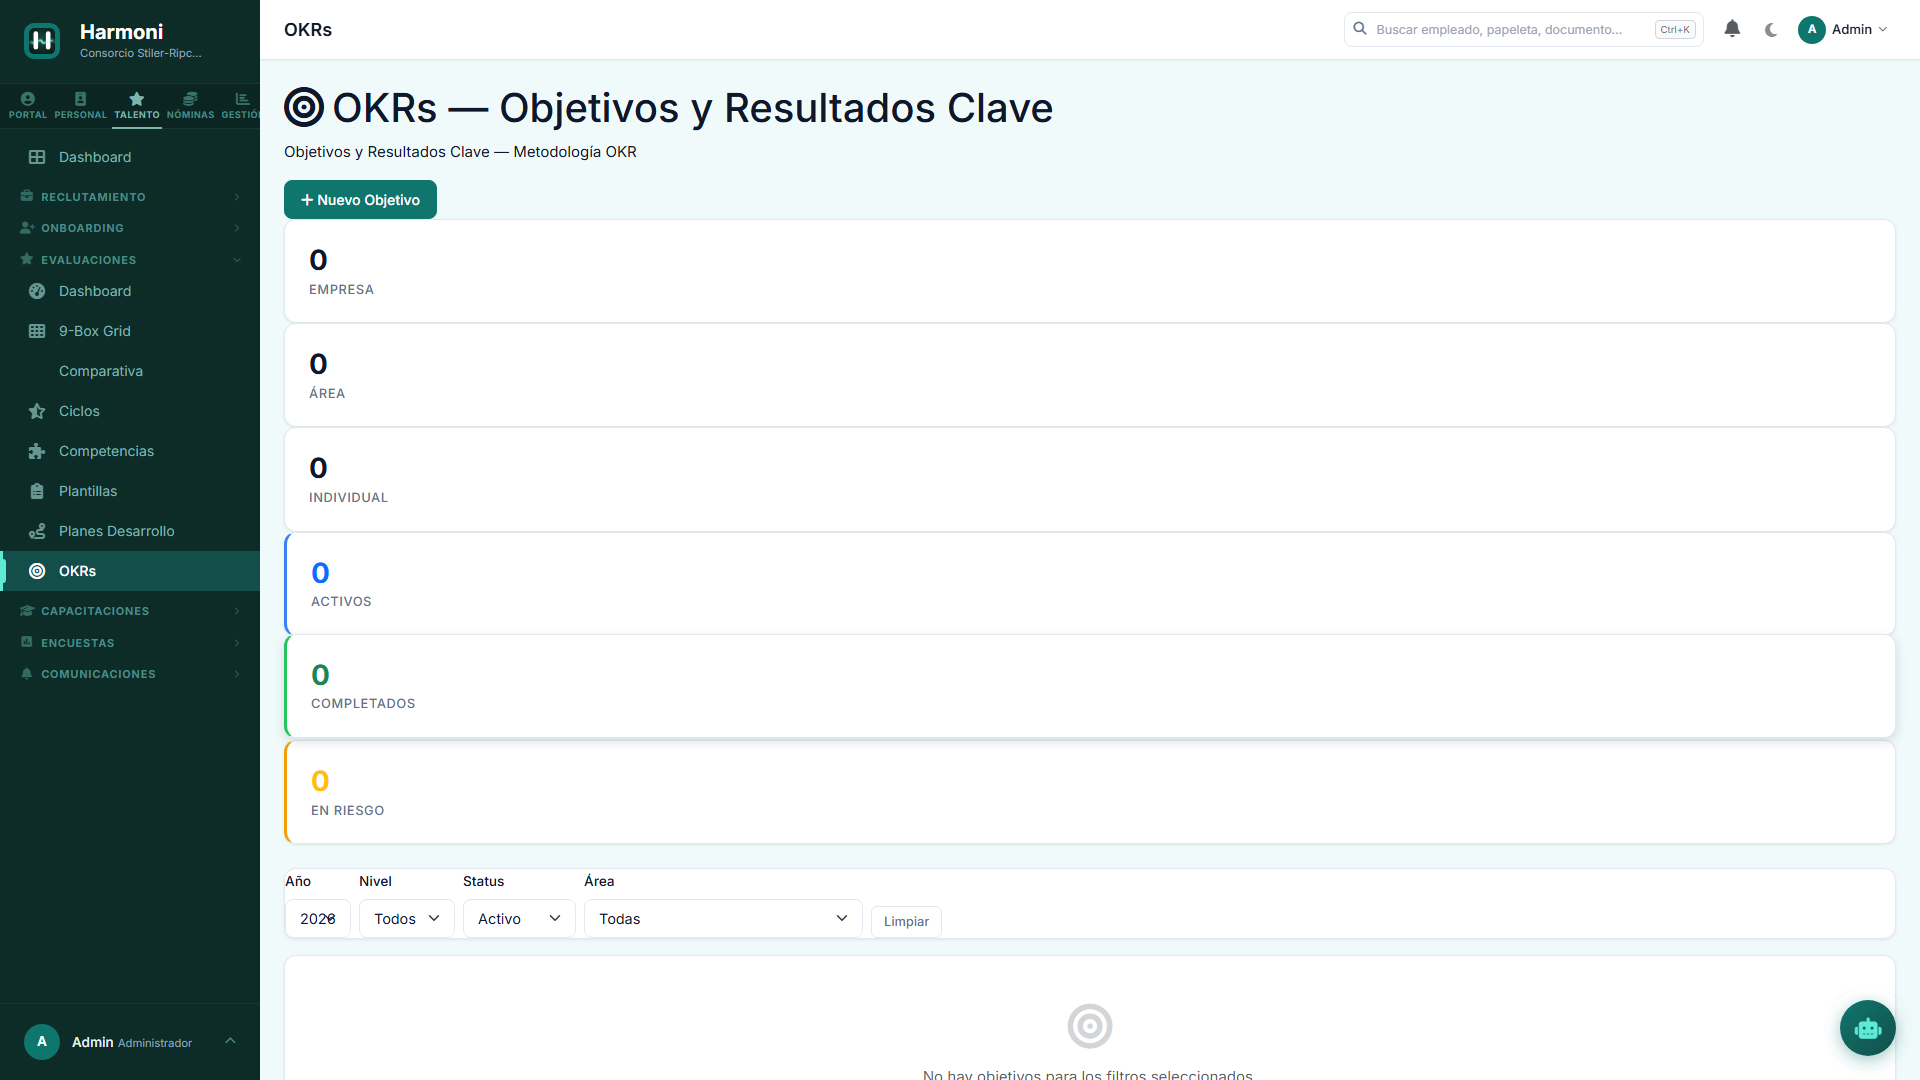 Harmoni
Consorcio Stiler-Ripc...
PORTAL PERSONAL TALENTO NÓMINAS GESTIÓN
Dashboard
RECLUTAMIENTO
ONBOARDING
EVALUACIONES
Dashboard
9-Box Grid
Comparativa
Ciclos
Competencias
Plantillas
Planes Desarrollo
OKRs
CAPACITACIONES
ENCUESTAS
COMUNICACIONES
A Admin Administrador
OKRs
Buscar empleado, papeleta, documento... Ctrl+K
A Admin
OKRs — Objetivos y Resultados Clave
Objetivos y Resultados Clave — Metodología OKR
+ Nuevo Objetivo
0
EMPRESA
0
ÁREA
0
INDIVIDUAL
0
ACTIVOS
0
COMPLETADOS
0
EN RIESGO
Año Nivel Status Área
2026 Todos Activo Todas Limpiar
No hay objetivos para los filtros seleccionados